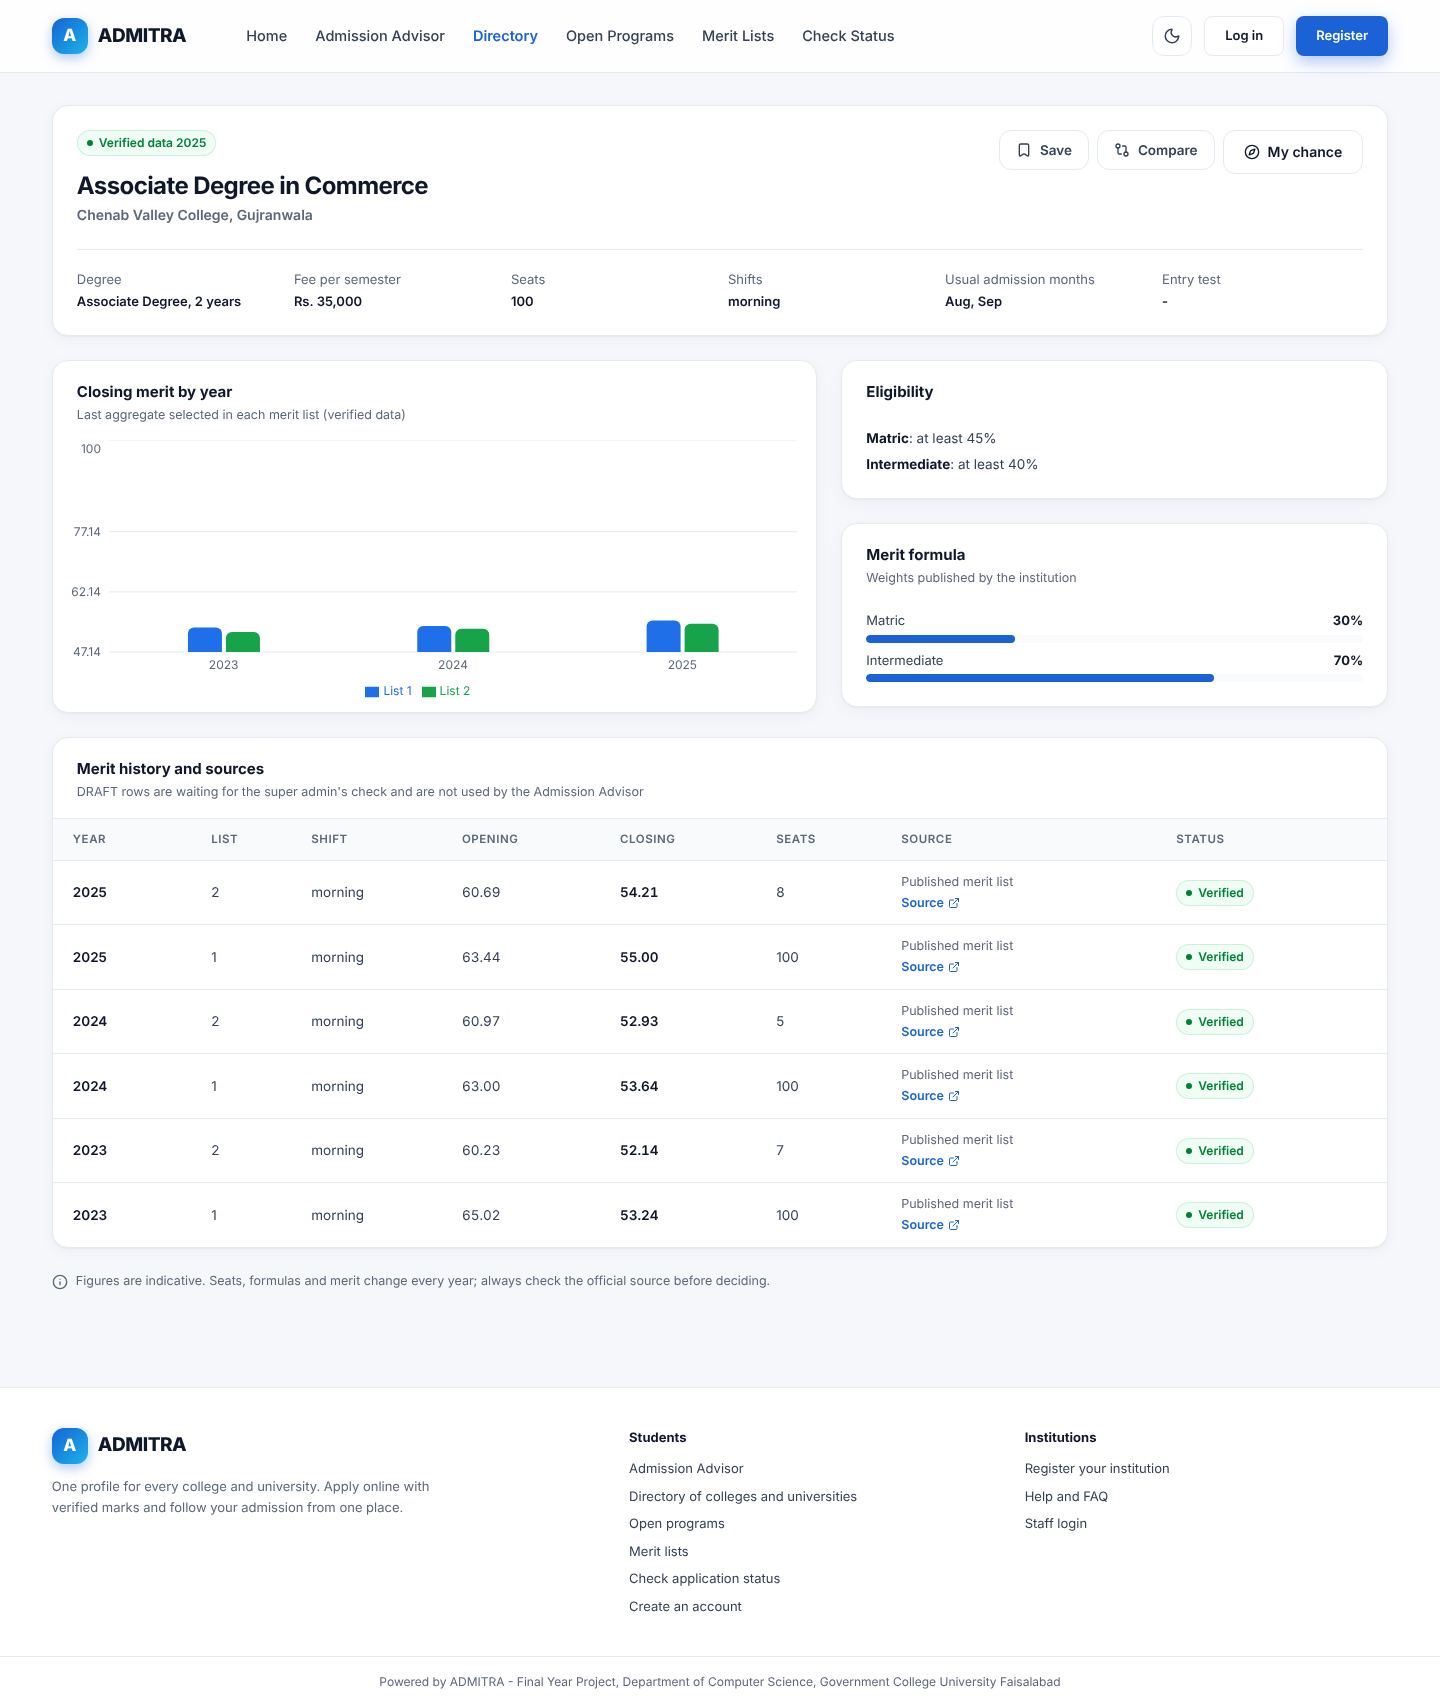 A ADMITRA Home Admission Advisor Directory Open Programs Merit Lists Check Status Log in Register
Verified data 2025
Save Compare My chance
Associate Degree in Commerce
Chenab Valley College, Gujranwala
Degree Fee per semester Seats Shifts Usual admission months Entry test
Associate Degree, 2 years Rs. 35,000 100 morning Aug, Sep -
Closing merit by year
Last aggregate selected in each merit list (verified data)
100
77.14
62.14
47.14
2023 2024 2025
List 1 List 2
Eligibility
Matric: at least 45%
Intermediate: at least 40%
Merit formula
Weights published by the institution
Matric 30%
Intermediate 70%
Merit history and sources
DRAFT rows are waiting for the super admin's check and are not used by the Admission Advisor
YEAR LIST SHIFT OPENING CLOSING SEATS SOURCE STATUS
2025 2 morning 60.69 54.21 8 Published merit list Verified
Source
2025 1 morning 63.44 55.00 100 Published merit list Verified
Source
2024 2 morning 60.97 52.93 5 Published merit list Verified
Source
2024 1 morning 63.00 53.64 100 Published merit list Verified
Source
2023 2 morning 60.23 52.14 7 Published merit list Verified
Source
2023 1 morning 65.02 53.24 100 Published merit list Verified
Source
Figures are indicative. Seats, formulas and merit change every year; always check the official source before deciding.
A ADMITRA
One profile for every college and university. Apply online with
verified marks and follow your admission from one place.
Students
Admission Advisor
Directory of colleges and universities
Open programs
Merit lists
Check application status
Create an account
Institutions
Register your institution
Help and FAQ
Staff login
Powered by ADMITRA - Final Year Project, Department of Computer Science, Government College University Faisalabad